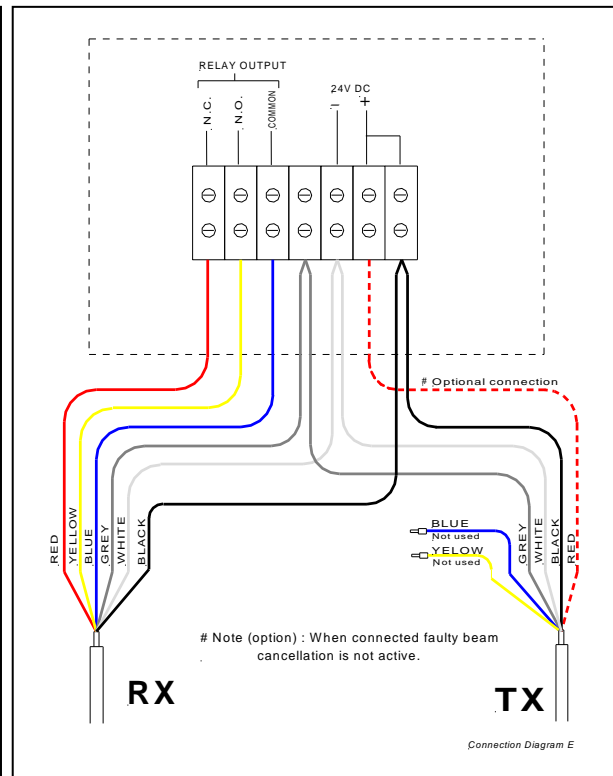 RELAY OUTPUT
N.C.
N.O.
COMMON
24V DC
–
+
# Optional connection
RED
YELLOW
BLUE
GREY
WHITE
BLACK
BLUE
Not used
YELOW
Not used
GREY
WHITE
BLACK
RED
# Note (option) : When connected faulty beam
cancellation is not active.
RX
TX
Connection Diagram E